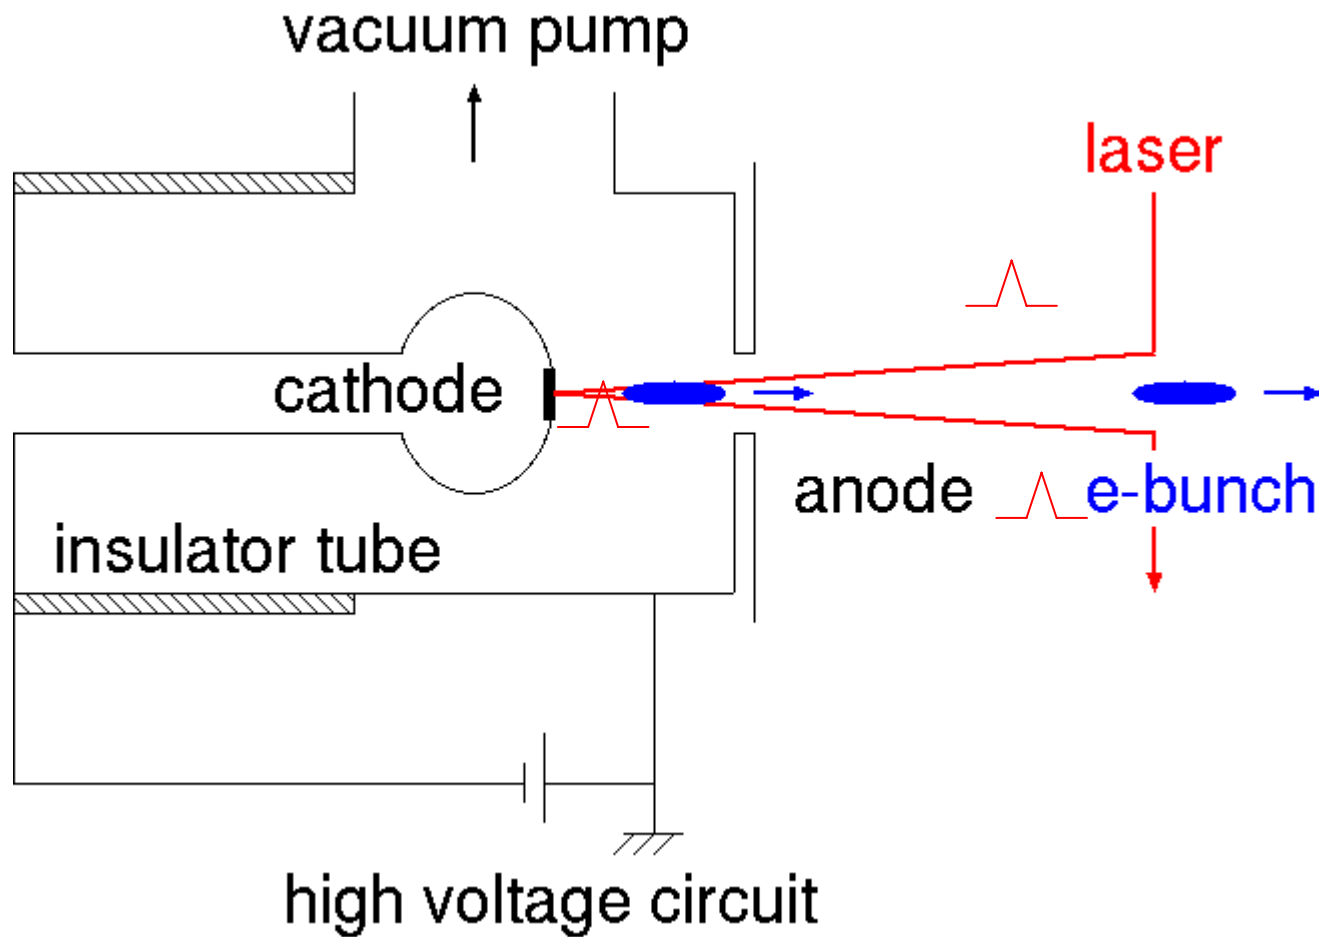 vacuum pump
laser
cathode
anode
e-bunch
insulator tube
high voltage circuit